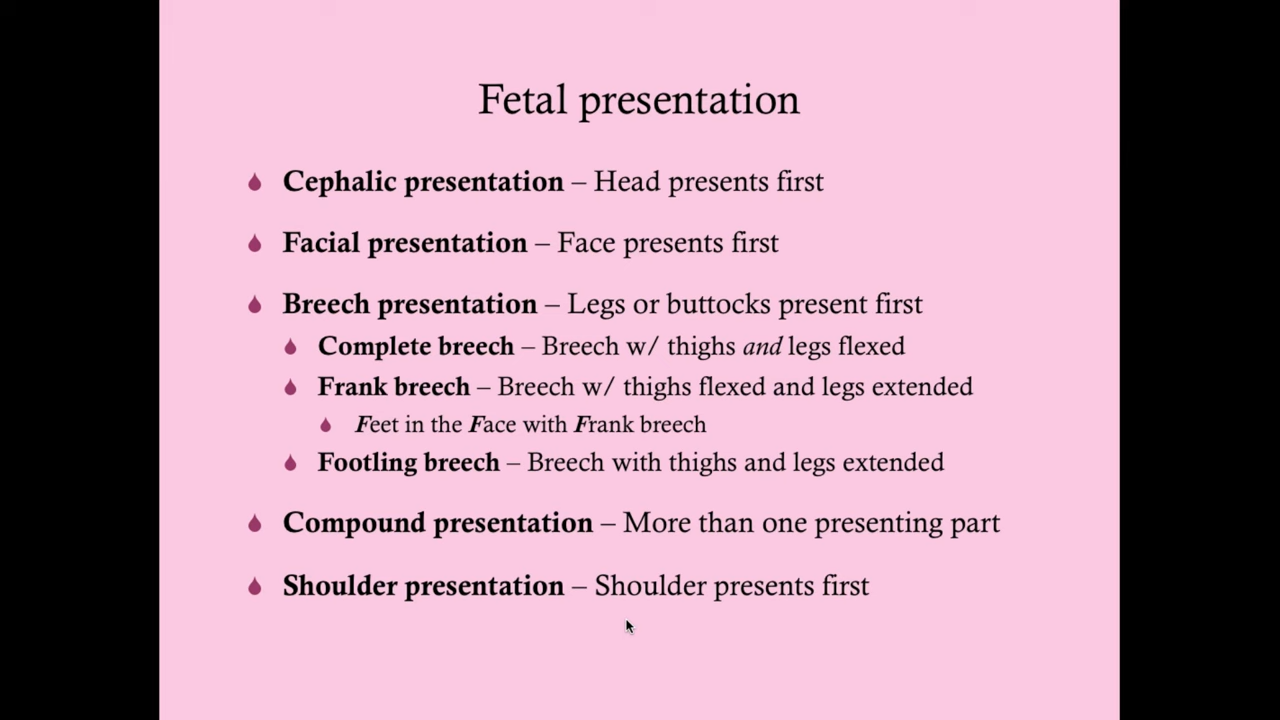 Fetal presentation
Cephalic presentation – Head presents first
Facial presentation – Face presents first
Breech presentation – Legs or buttocks present first
Complete breech – Breech w/ thighs and legs flexed
Frank breech – Breech w/ thighs flexed and legs extended
Feet in the Face with Frank breech
Footling breech – Breech with thighs and legs extended
Compound presentation – More than one presenting part
Shoulder presentation – Shoulder presents first